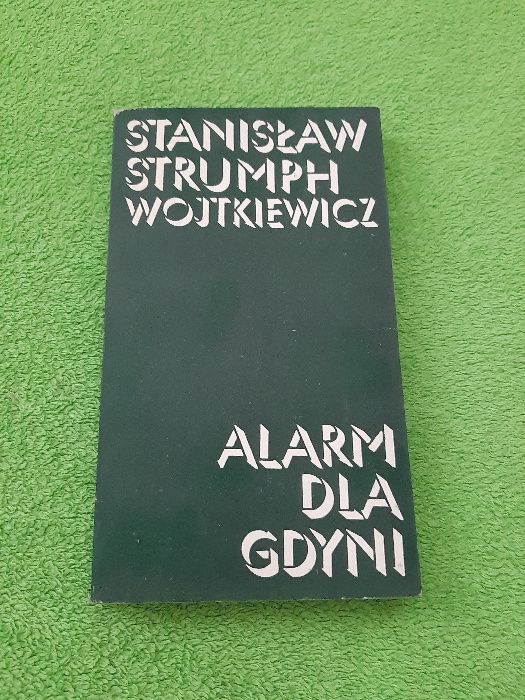 STANISŁAW
STRUMPH
WOJTKIEWICZ
ALARM
DLA
GDYNI